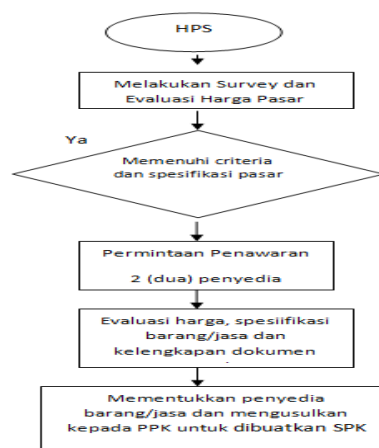 HPS
Melakukan Survey dan
Evaluasi Harga Pasar
Ya
Memenuhi criteria
dan spesifikasi pasar
Permintaan Penawaran
2 (dua) penyedia
Evaluasi harga, spesiifikasi
barang/jasa dan
kelengkapan dokumen
Mementukkan penyedia
barang/jasa dan mengusulkan
kepada PPK untuk dibuatkan SPK